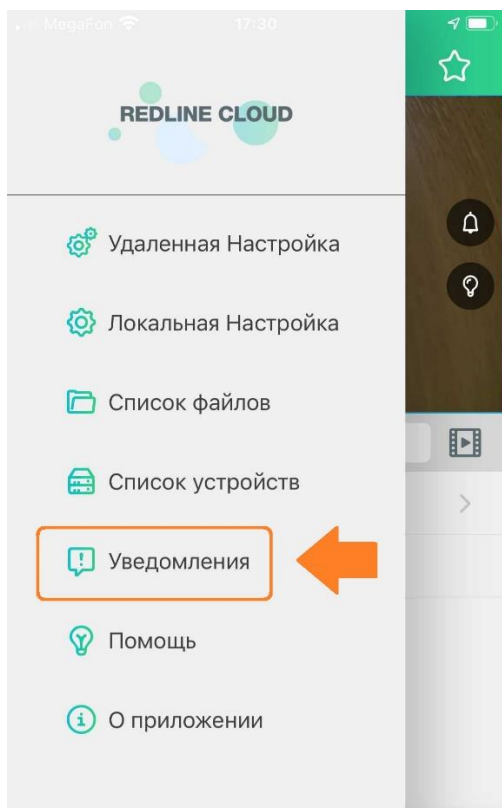 MegaFon 17:30
REDLINE CLOUD
Удаленная Настройка
Локальная Настройка
Список файлов
Список устройств
Уведомления
Помощь
О приложении